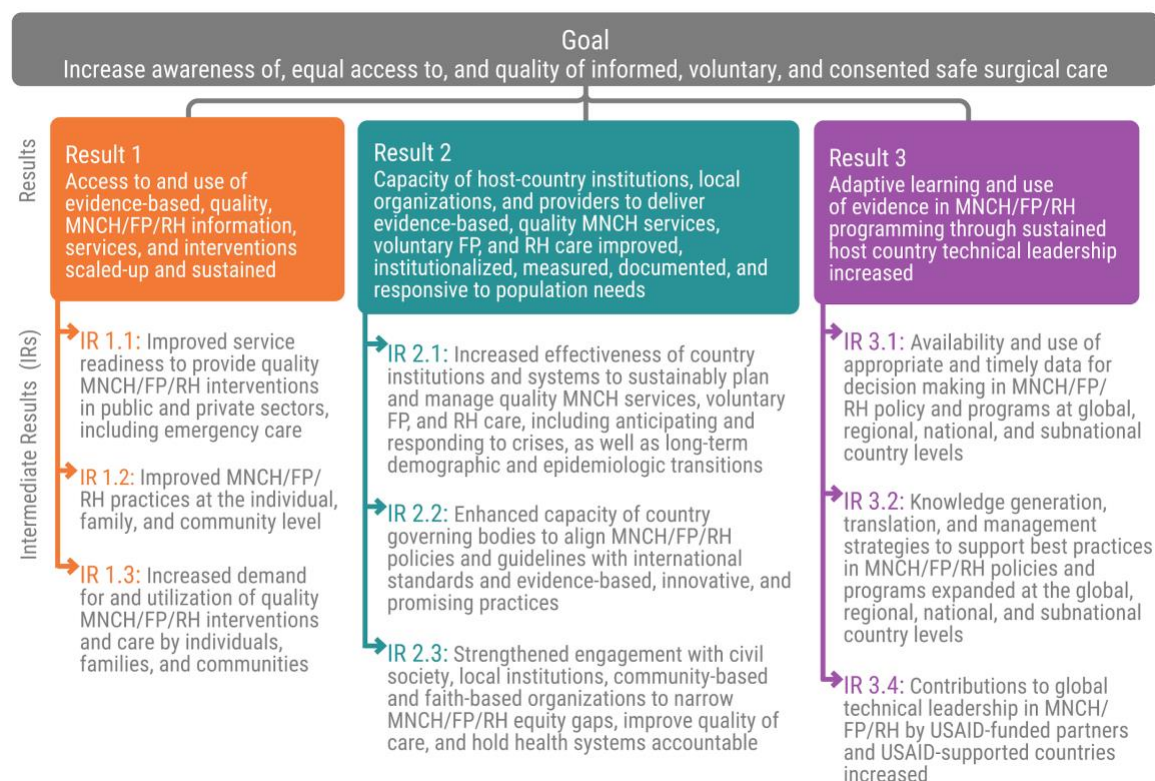 Goal
Increase awareness of, equal access to, and quality of informed, voluntary, and consented safe surgical care
Results
Result 1
Access to and use of
evidence-based, quality,
MNCH/FP/RH information,
services, and interventions
scaled-up and sustained
Result 2
Capacity of host-country institutions, local
organizations, and providers to deliver
evidence-based, quality MNCH services,
voluntary FP, and RH care improved,
institutionalized, measured, documented, and
responsive to population needs
Result 3
Adaptive learning and use
of evidence in MNCH/FP/RH
programming through sustained
host country technical leadership
increased
Intermediate Results (IRs)
IR 1.1: Improved service
readiness to provide quality
MNCH/FP/RH interventions
in public and private sectors,
including emergency care
IR 1.2: Improved MNCH/FP/
RH practices at the individual,
family, and community level
IR 1.3: Increased demand
for and utilization of quality
MNCH/FP/RH interventions
and care by individuals,
families, and communities
IR 2.1: Increased effectiveness of country
institutions and systems to sustainably plan
and manage quality MNCH services, voluntary
FP, and RH care, including anticipating and
responding to crises, as well as long-term
demographic and epidemiologic transitions
IR 2.2: Enhanced capacity of country
governing bodies to align MNCH/FP/RH
policies and guidelines with international
standards and evidence-based, innovative, and
promising practices
IR 2.3: Strengthened engagement with civil
society, local institutions, community-based
and faith-based organizations to narrow
MNCH/FP/RH equity gaps, improve quality of
care, and hold health systems accountable
IR 3.1: Availability and use of
appropriate and timely data for
decision making in MNCH/FP/
RH policy and programs at global,
regional, national, and subnational
country levels
IR 3.2: Knowledge generation,
translation, and management
strategies to support best practices
in MNCH/FP/RH policies and
programs expanded at the global,
regional, national, and subnational
country levels
IR 3.4: Contributions to global
technical leadership in MNCH/
FP/RH by USAID-funded partners
and USAID-supported countries
increased